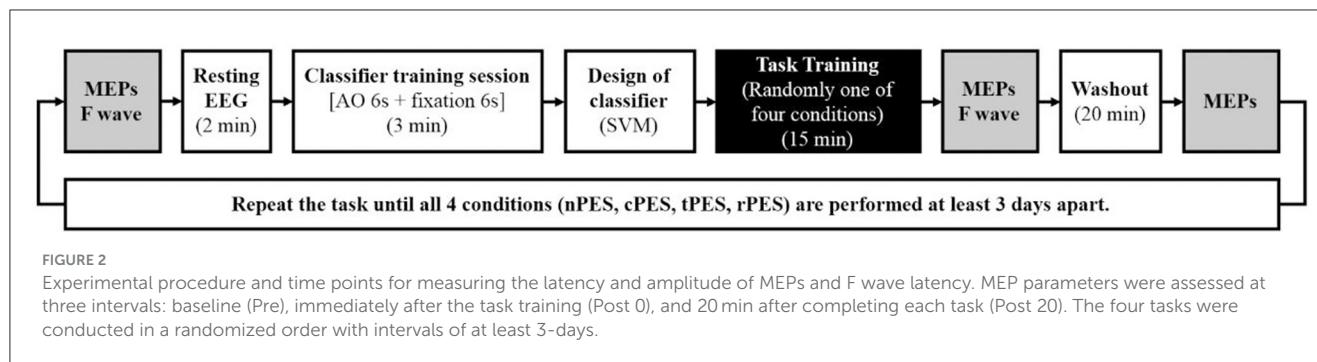 MEPs
F wave
Resting
EEG
(2 min)
Classifier training session
[AO 6s + fixation 6s]
(3 min)
Design of
classifier
(SVM)
Task Training
(Randomly one of
four conditions)
(15 min)
MEPs
F wave
Washout
(20 min)
MEPs
Repeat the task until all 4 conditions (nPES, cPES, tPES, rPES) are performed at least 3 days apart.
FIGURE 2
Experimental procedure and time points for measuring the latency and amplitude of MEPs and F wave latency. MEP parameters were assessed at
three intervals: baseline (Pre), immediately after the task training (Post 0), and 20 min after completing each task (Post 20). The four tasks were
conducted in a randomized order with intervals of at least 3-days.